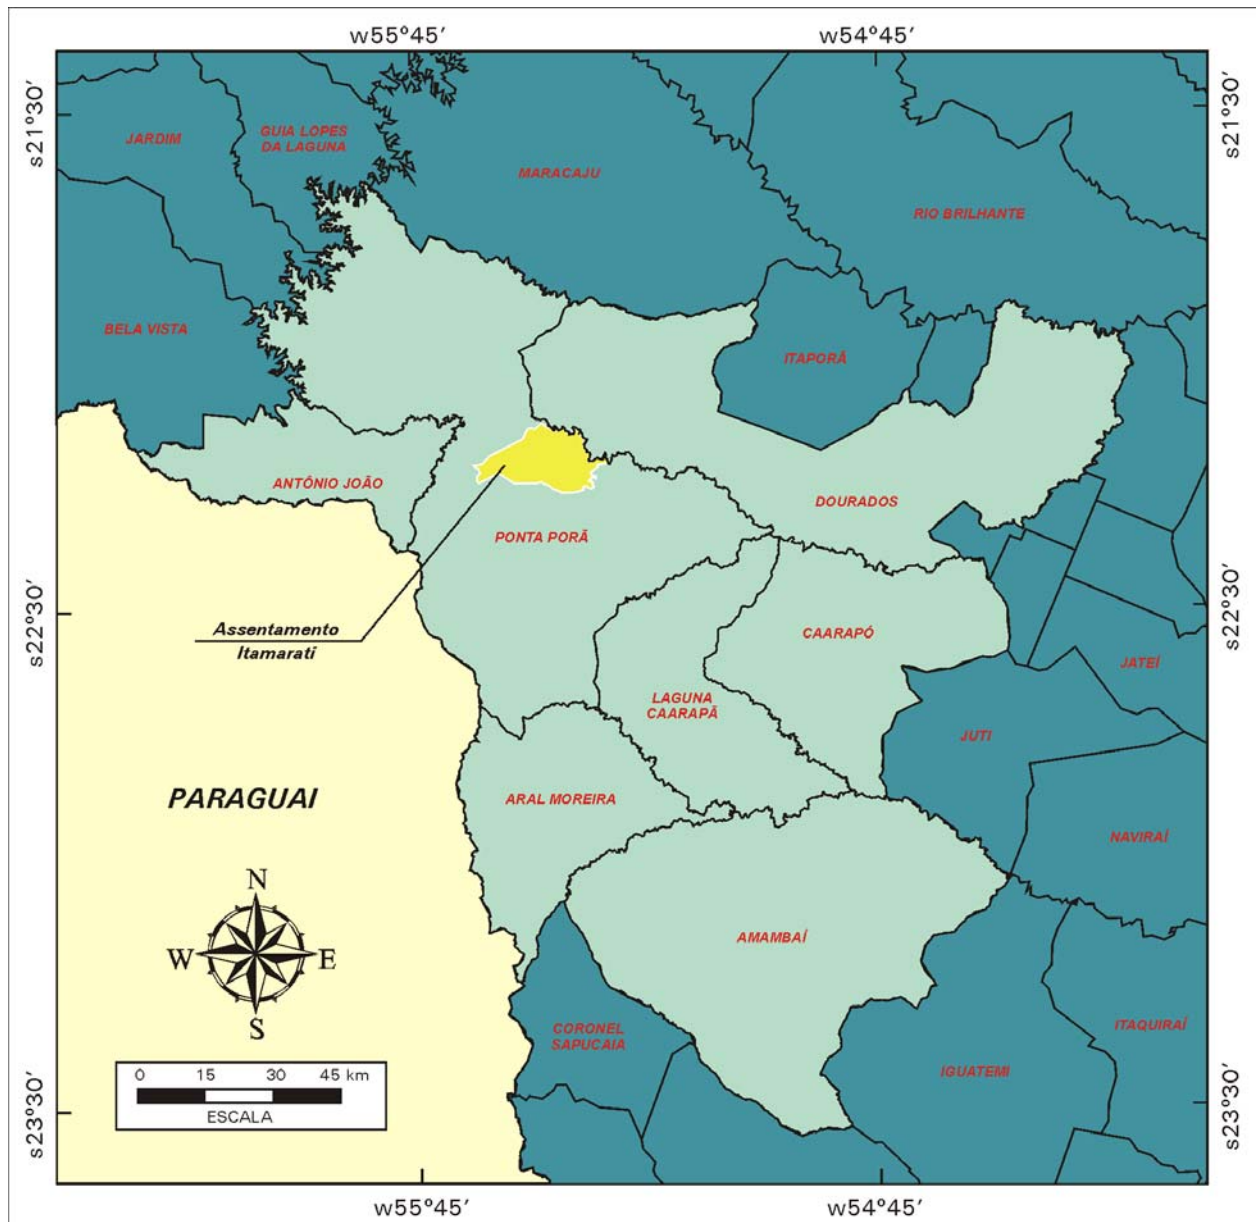 w55°45′ w54°45′
s21°30′ s21°30′
JARDIM
GUIA LOPES
DA LAGUNA
MARACAJU
RIO BRILHANTE
BELA VISTA
ITAPORÃ
ANTÔNIO JOÃO
DOURADOS
PONTA PORÃ
s22°30′ s22°30′
Assentamento
Itamarati
CAARAPÓ
JATEÍ
LAGUNA
CAARAPÃ
JUTI
PARAGUAI
ARAL MOREIRA
NAVIRAÍ
N
W E
S
AMAMBAÍ
CORONEL
SAPUCAIA
ITAQUIRAÍ
IGUATEMI
0 15 30 45 km
ESCALA
s23°30′ s23°30′
w55°45′ w54°45′